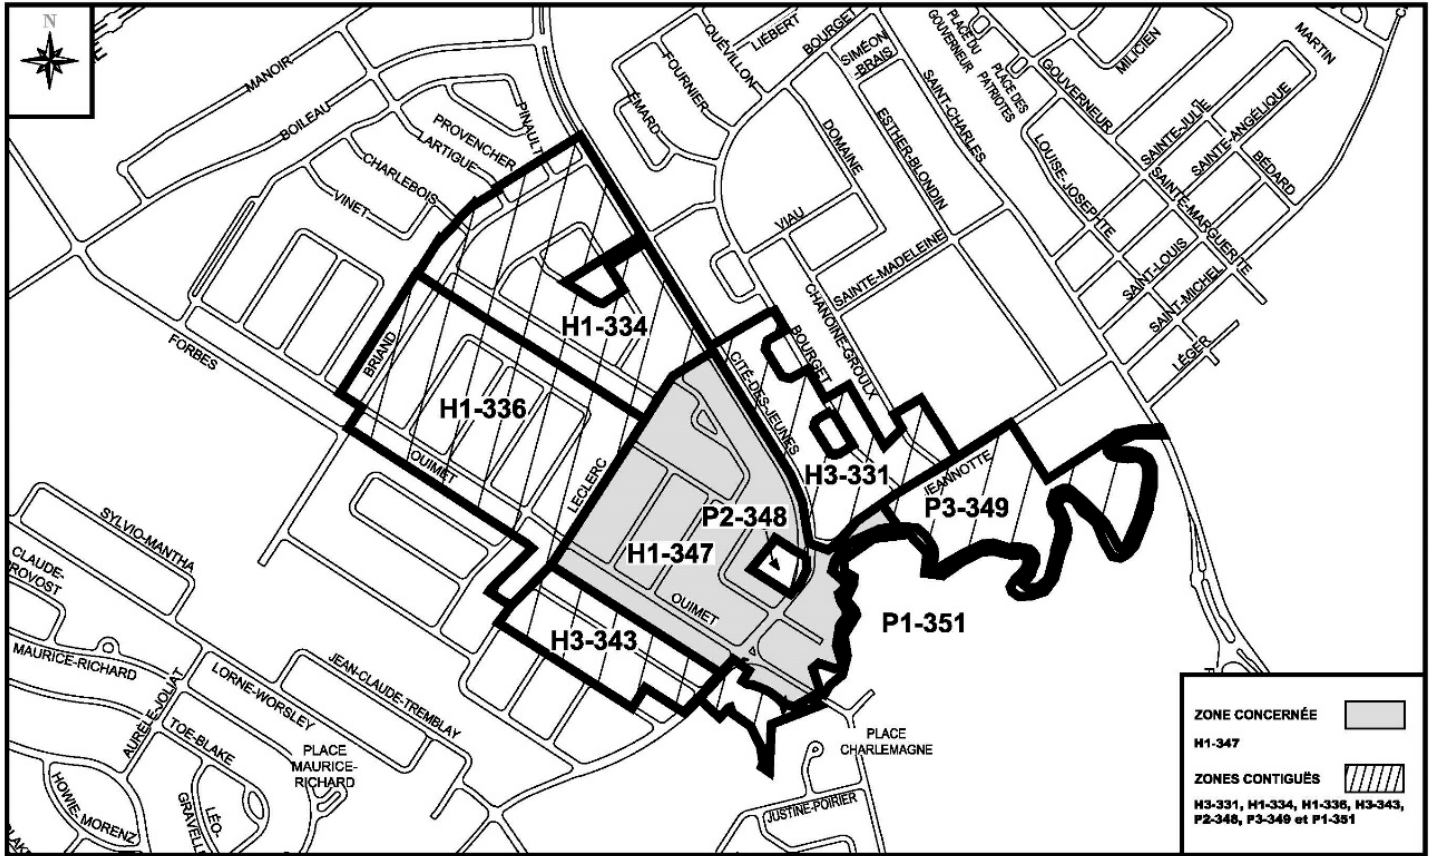 N
MANOIR
BOILEAU
PINAULT
PROVENCHER
LARTIGUE
CHARLEBOIS
VINET
FOURNIER
ÉMARD
QUÉVILLON
LIÉBERT
BOURGET
SIMÉON
-BRAIS
PLACE DU
GOUVERNEUR
PLACE DES
PATRIOTES
GOUVERNEUR
MILICIEN
MARTIN
SAINT-CHARLES
ESTHER-BLONDIN
DOMAINE
VIAU
SAINTE-MADELEINE
CHANOINE-GROULX
LOUISE-JOSEPHTE
SAINTE-JULIE
SAINTE-ANGÉLIQUE
BÉDARD
SAINTE-MARGUERITE
SAINT-LOUIS
SAINT-MICHEL
LÉGER
FORBES
BRIAND
H1-334
H1-336
OUIMET
LECLERC
CITÉ-DES-JEUNES
BOURGET
H3-331
JEANNOTTE
P3-349
P2-348
H1-347
OUIMET
P1-351
H3-343
SYLVIO-MANTHA
CLAUDE-
PROVOST
MAURICE-RICHARD
AURÈLE-JOLIAT
LORNE-WORSLEY
JEAN-CLAUDE-TREMBLAY
TOE-BLAKE
PLACE
MAURICE-
RICHARD
HOWIE-MORENZ
LÉO-
GRAVELLE
BLAKE
PLACE
CHARLEMAGNE
JUSTINE-POIRIER
ZONE CONCERNÉE
H1-347
ZONES CONTIGUËS
H3-331, H1-334, H1-336, H3-343,
P2-348, P3-349 et P1-351